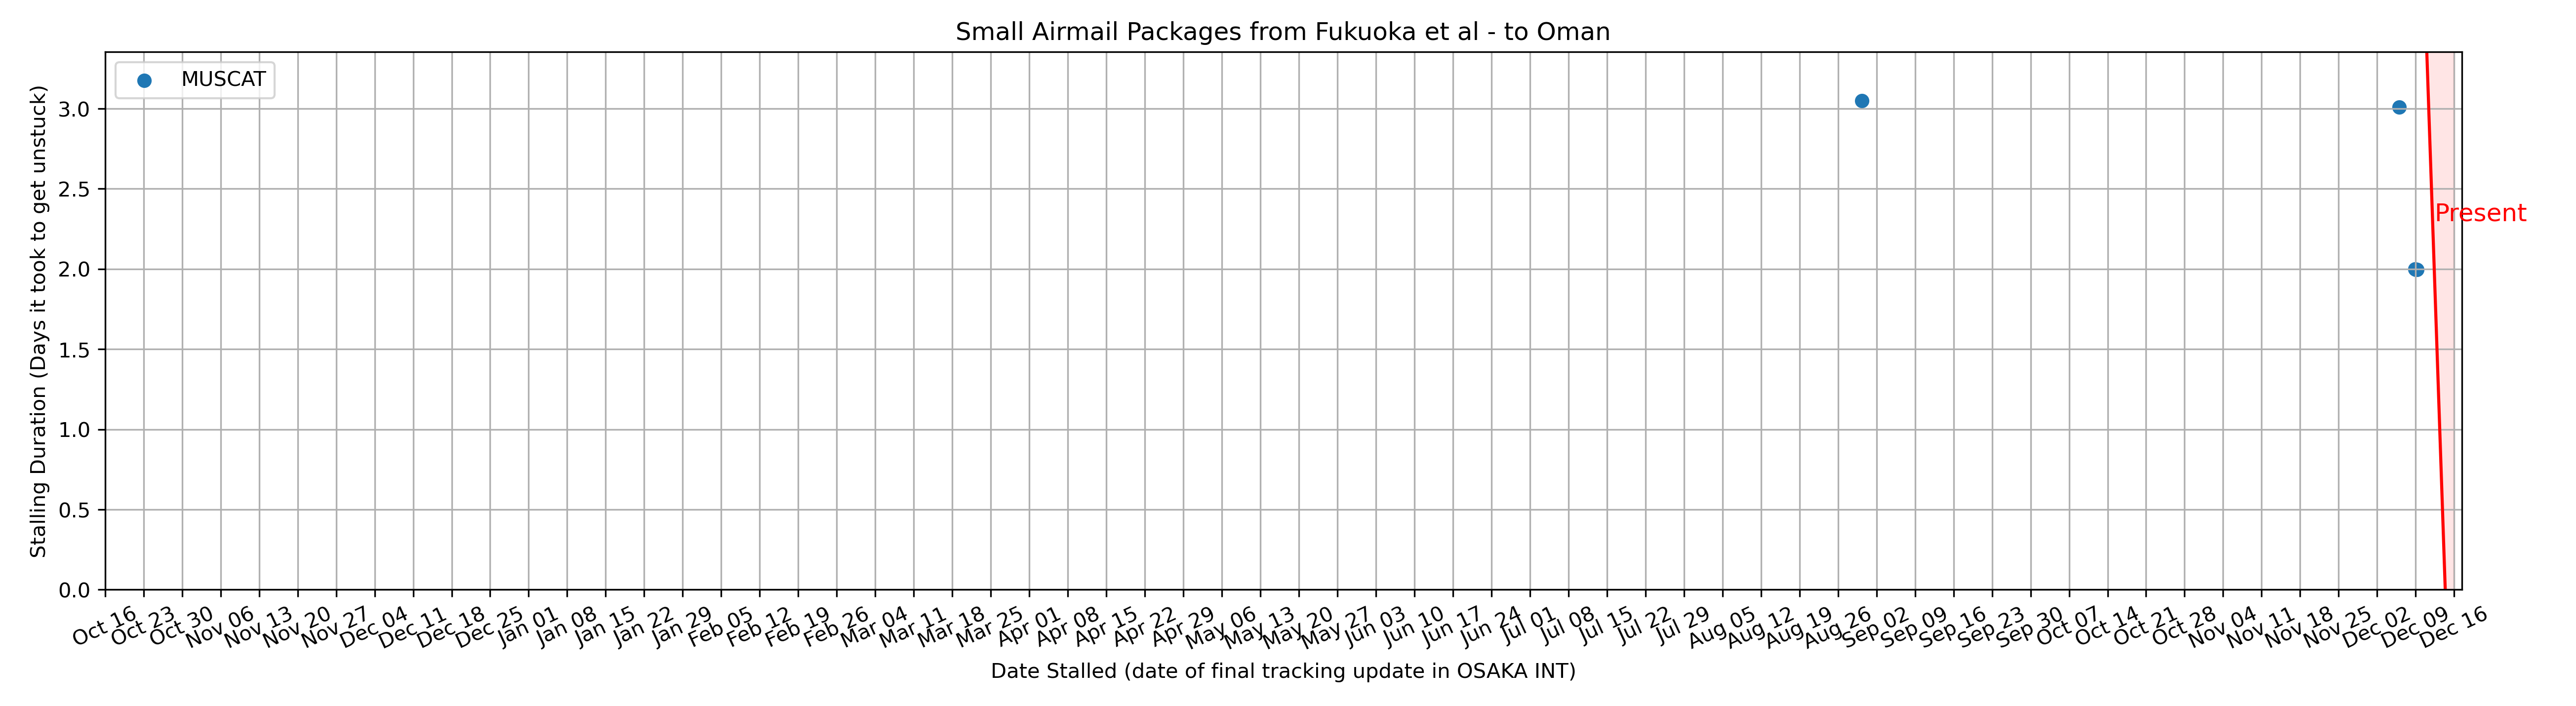 Small Airmail Packages from Fukuoka et al - to Oman
MUSCAT
Stalling Duration (Days it took to get unstuck)
3.0
2.5
2.0
1.5
1.0
0.5
0.0
Present
Oct 16
Oct 23
Oct 30
Nov 06
Nov 13
Nov 20
Nov 27
Dec 04
Dec 11
Dec 18
Dec 25
Jan 01
Jan 08
Jan 15
Jan 22
Jan 29
Feb 05
Feb 12
Feb 19
Feb 26
Mar 04
Mar 11
Mar 18
Mar 25
Apr 01
Apr 08
Apr 15
Apr 22
Apr 29
May 06
May 13
May 20
May 27
Jun 03
Jun 10
Jun 17
Jun 24
Jul 01
Jul 08
Jul 15
Jul 22
Jul 29
Aug 05
Aug 12
Aug 19
Aug 26
Sep 02
Sep 09
Sep 16
Sep 23
Sep 30
Oct 07
Oct 14
Oct 21
Oct 28
Nov 04
Nov 11
Nov 18
Nov 25
Dec 02
Dec 09
Dec 16
Date Stalled (date of final tracking update in OSAKA INT)